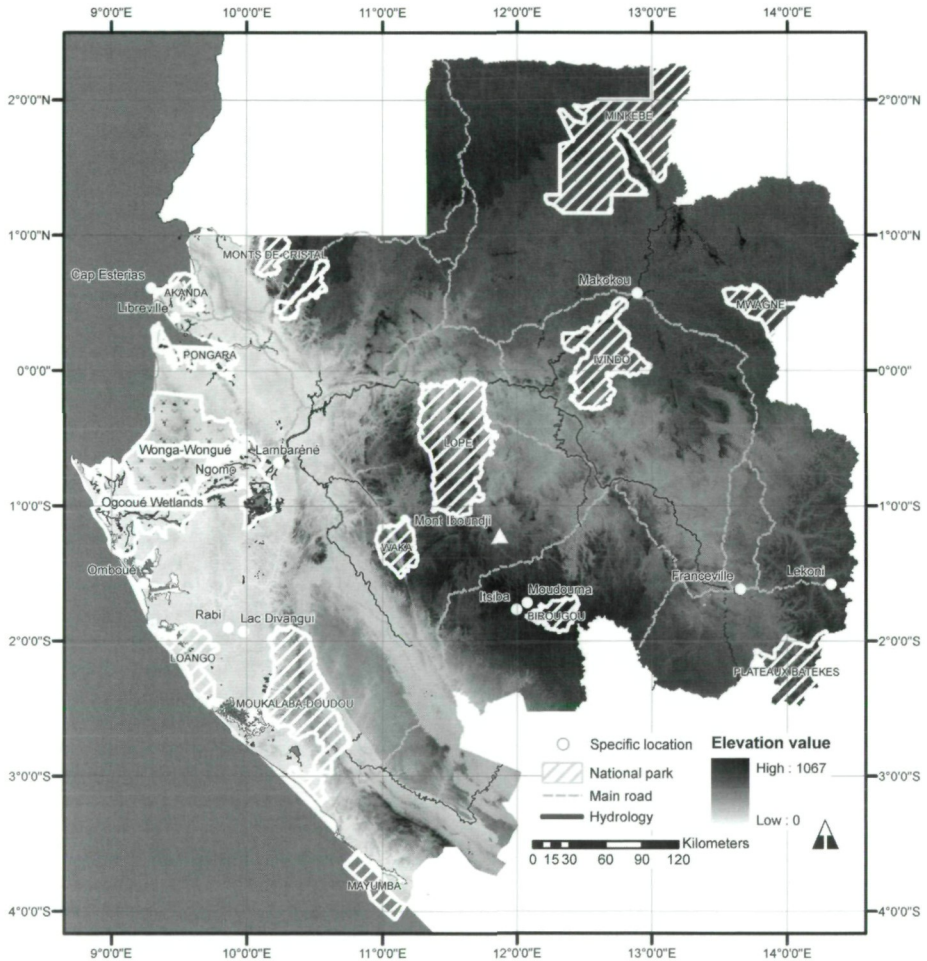 9°0'0"E 10°0'0"E 11°0'0"E 12°0'0"E 13°0'0"E 14°0'0"E
2°0'0"N 2°0'0"N
MINKEBE
1°0'0"N 1°0'0"N
MONTS DE CRISTAL
Cap Esterias
AKANDA
Makokou
MWAGNE
Libreville
PONGARA
IVINDO
0°0'0" 0°0'0"
LOPE
Wonga-Wongué
Lambaréné
Ngomo
Ogooué Wetlands
1°0'0"S 1°0'0"S
Mont Iboundji
WAKA
Omboué
Franceville
Lekoni
Itsiba
Moudouma
BIROUGOU
Rabi
Lac Divangui
2°0'0"S 2°0'0"S
LOANGO
PLATEAUX BATEKES
MOUKALABA-DOUDOU
Specific location
National park
Main road
Hydrology
Elevation value
High : 1067
Low : 0
3°0'0"S 3°0'0"S
Kilometers
0 15 30 60 90 120
MAYUMBA
4°0'0"S 4°0'0"S
9°0'0"E 10°0'0"E 11°0'0"E 12°0'0"E 13°0'0"E 14°0'0"E